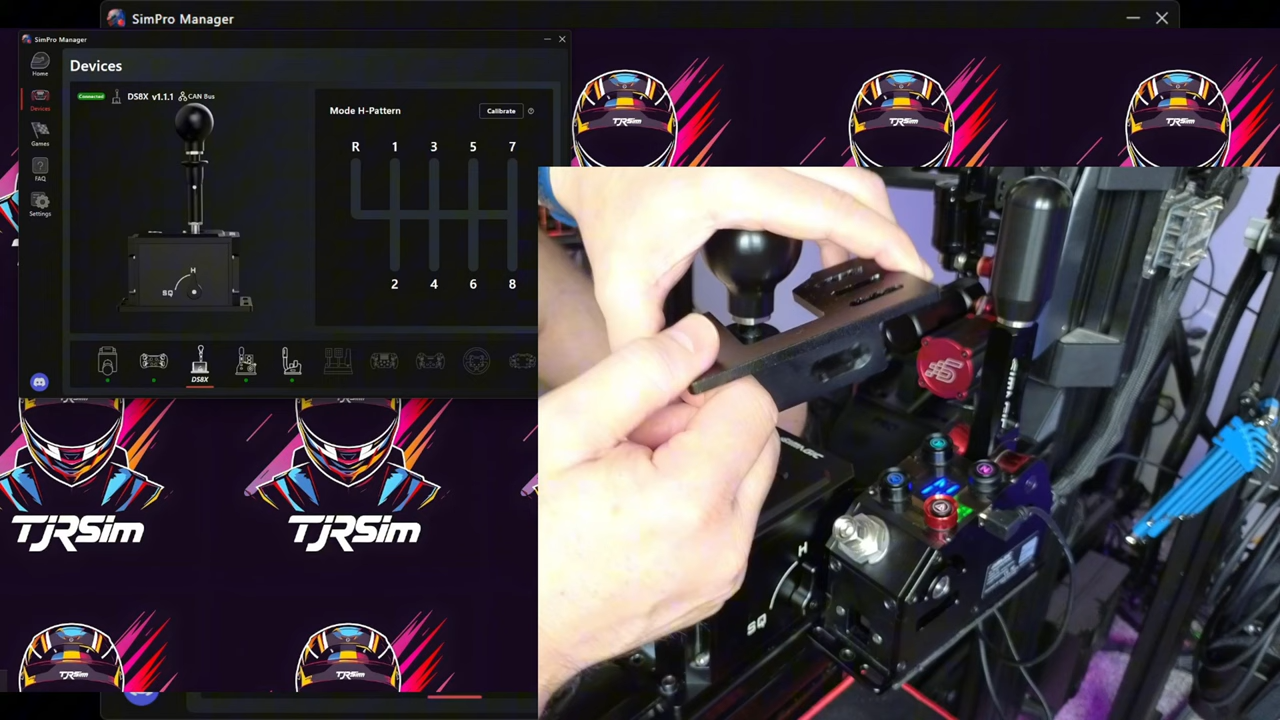 SimPro Manager
SimPro Manager
Home
Devices
Games
FAQ
Settings
Devices
Connected
DS8X v1.1.1
CAN Bus
Mode H-Pattern
Calibrate
R 1 3 5 7
2 4 6 8
H
SQ
DS8X
TJRSim
TJRSim
TJRSim
TJRSim
TJRSim
TJRSim
TJRSim
H
SQ